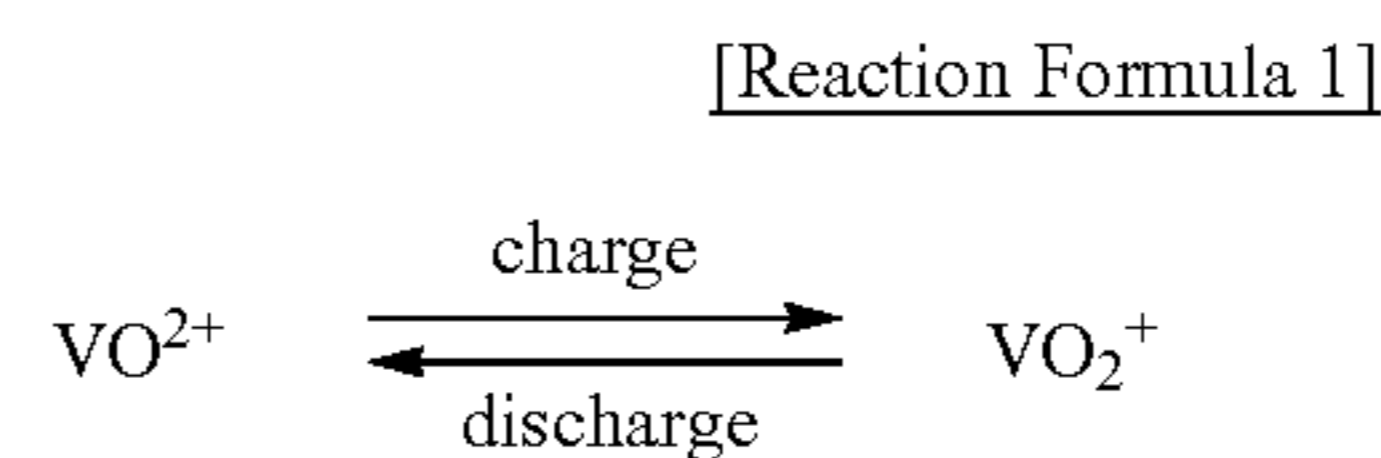 [Reaction Formula 1]
charge
VO²⁺ VO₂⁺
discharge